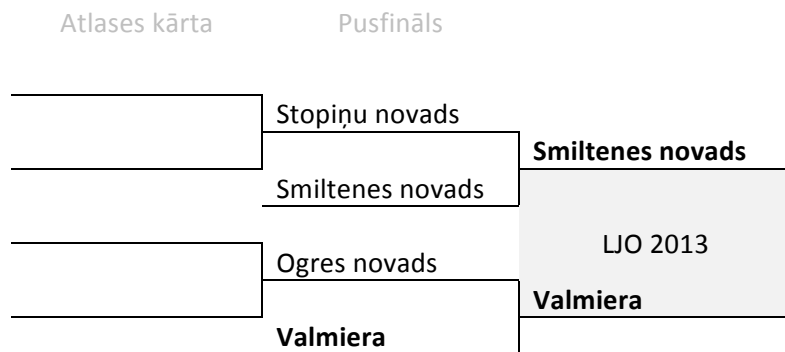 Atlases kārta Pusfināls
Stopiņu novads
Smiltenes novads
Smiltenes novads
LJO 2013
Ogres novads
Valmiera
Valmiera